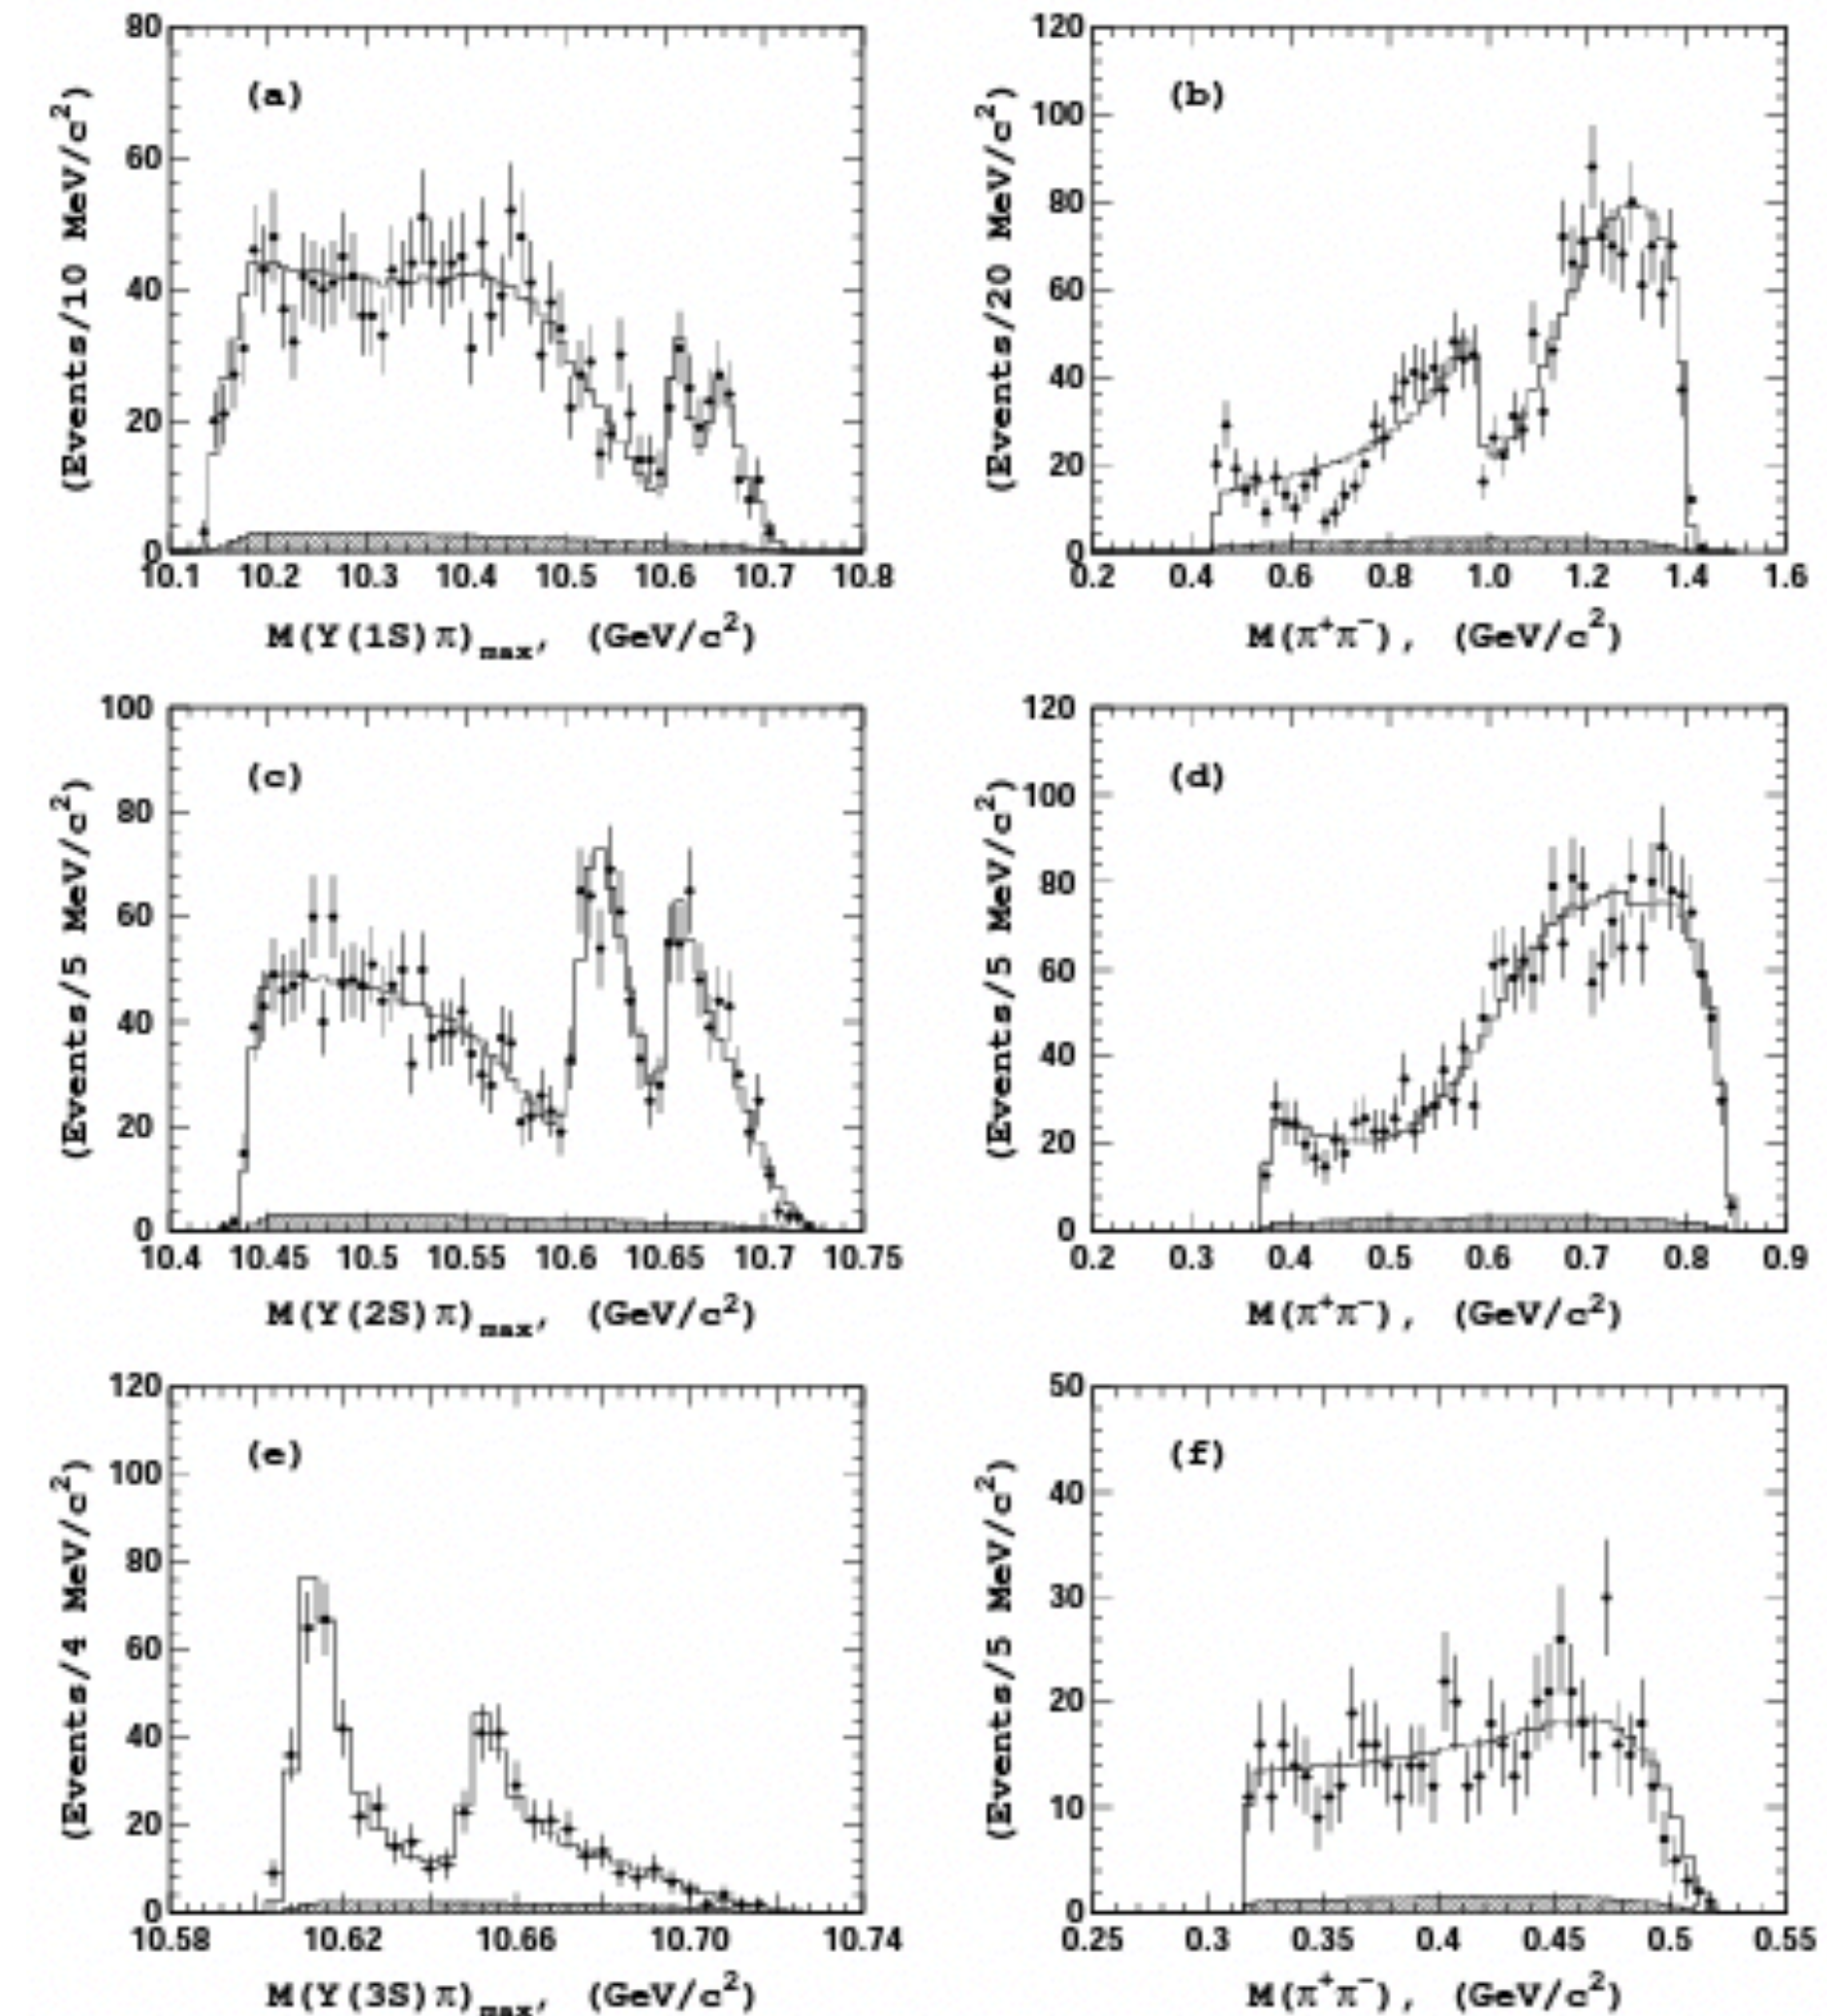 (a)
(Events/10 MeV/c²)
80
60
40
20
0
10.1 10.2 10.3 10.4 10.5 10.6 10.7 10.8
M(Υ(1S)π)max, (GeV/c²)
(b)
(Events/20 MeV/c²)
120
100
80
60
40
20
0
0.2 0.4 0.6 0.8 1.0 1.2 1.4 1.6
M(π⁺π⁻), (GeV/c²)
(c)
(Events/5 MeV/c²)
100
80
60
40
20
0
10.4 10.45 10.5 10.55 10.6 10.65 10.7 10.75
M(Υ(2S)π)max, (GeV/c²)
(d)
(Events/5 MeV/c²)
120
100
80
60
40
20
0
0.2 0.3 0.4 0.5 0.6 0.7 0.8 0.9
M(π⁺π⁻), (GeV/c²)
(e)
(Events/4 MeV/c²)
120
100
80
60
40
20
0
10.58 10.62 10.66 10.70 10.74
M(Υ(3S)π)max, (GeV/c²)
(f)
(Events/5 MeV/c²)
50
40
30
20
10
0
0.25 0.3 0.35 0.4 0.45 0.5 0.55
M(π⁺π⁻), (GeV/c²)